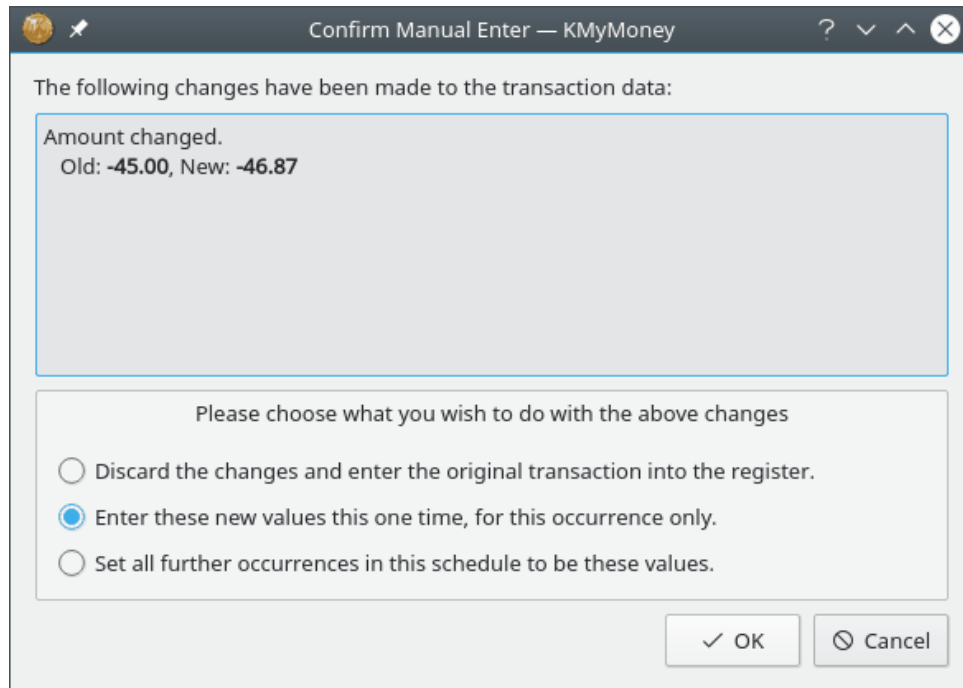 Confirm Manual Enter — KMyMoney
The following changes have been made to the transaction data:
Amount changed.
Old: -45.00, New: -46.87
Please choose what you wish to do with the above changes
Discard the changes and enter the original transaction into the register.
Enter these new values this one time, for this occurrence only.
Set all further occurrences in this schedule to be these values.
OK Cancel